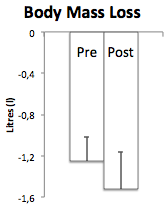 Body Mass Loss
0
Pre Post
-0,4
-0,8
-1,2
-1,6
Litres (l)